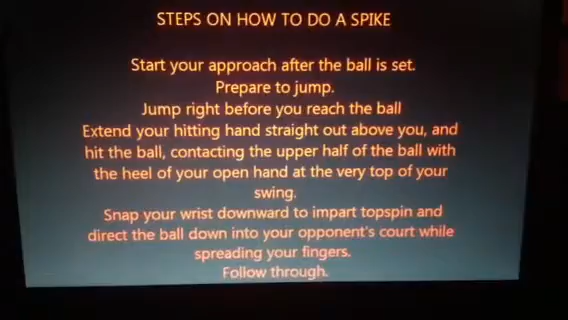 STEPS ON HOW TO DO A SPIKE
Start your approach after the ball is set.
Prepare to jump.
Jump right before you reach the ball
Extend your hitting hand straight out above you, and
hit the ball, contacting the upper half of the ball with
the heel of your open hand at the very top of your
swing.
Snap your wrist downward to impart topspin and
direct the ball down into your opponent's court while
spreading your fingers.
Follow through.